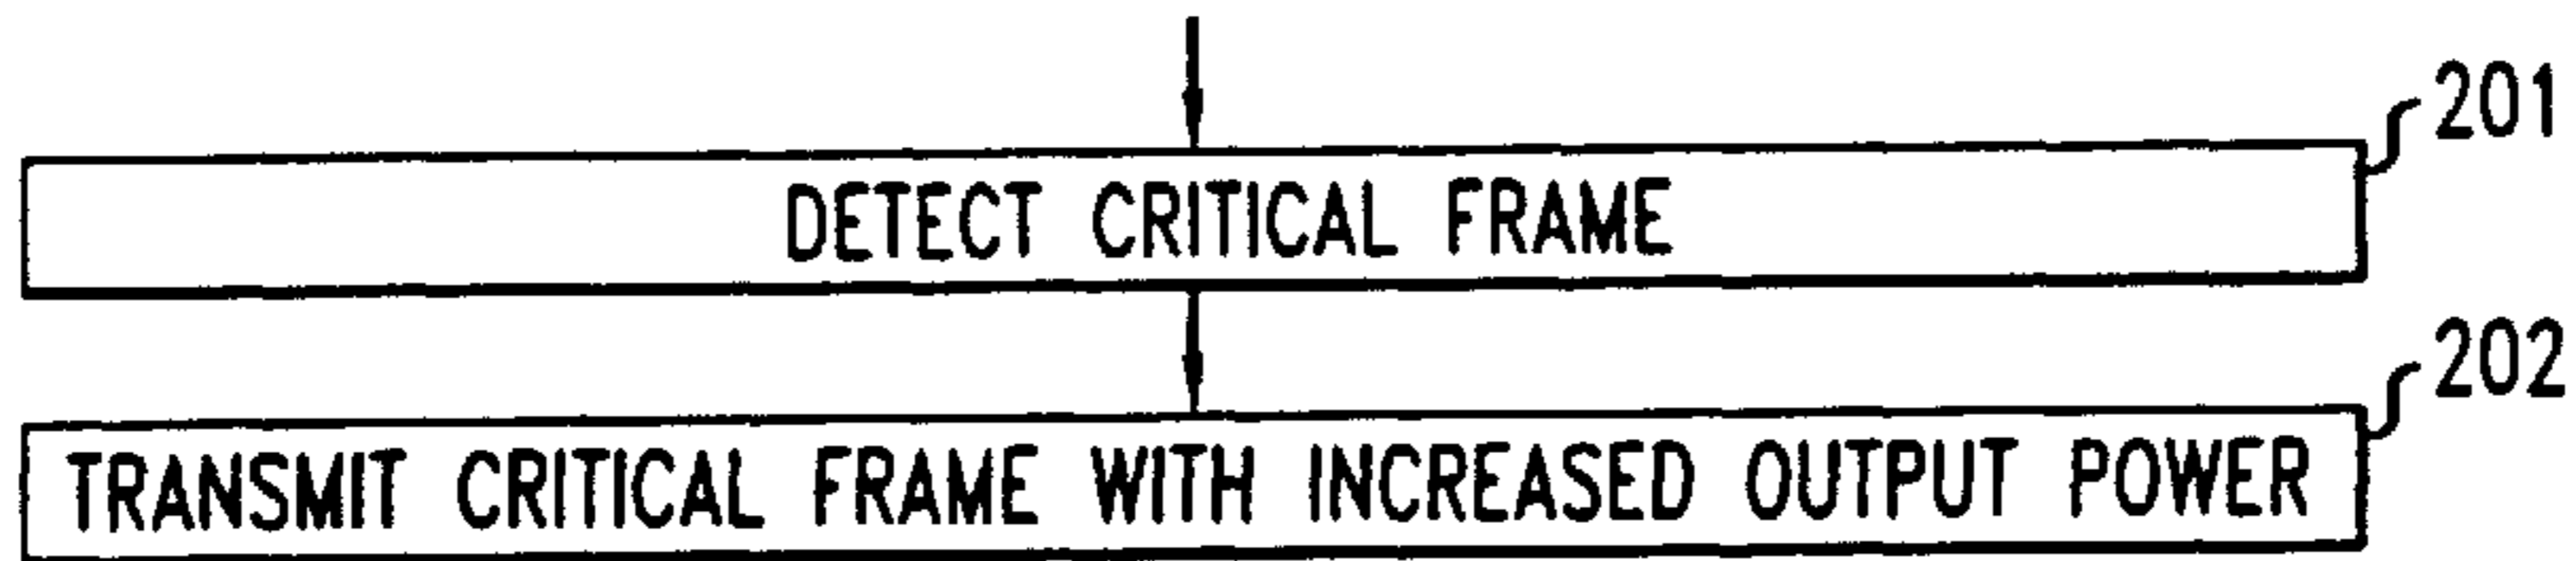 201
DETECT CRITICAL FRAME
202
TRANSMIT CRITICAL FRAME WITH INCREASED OUTPUT POWER